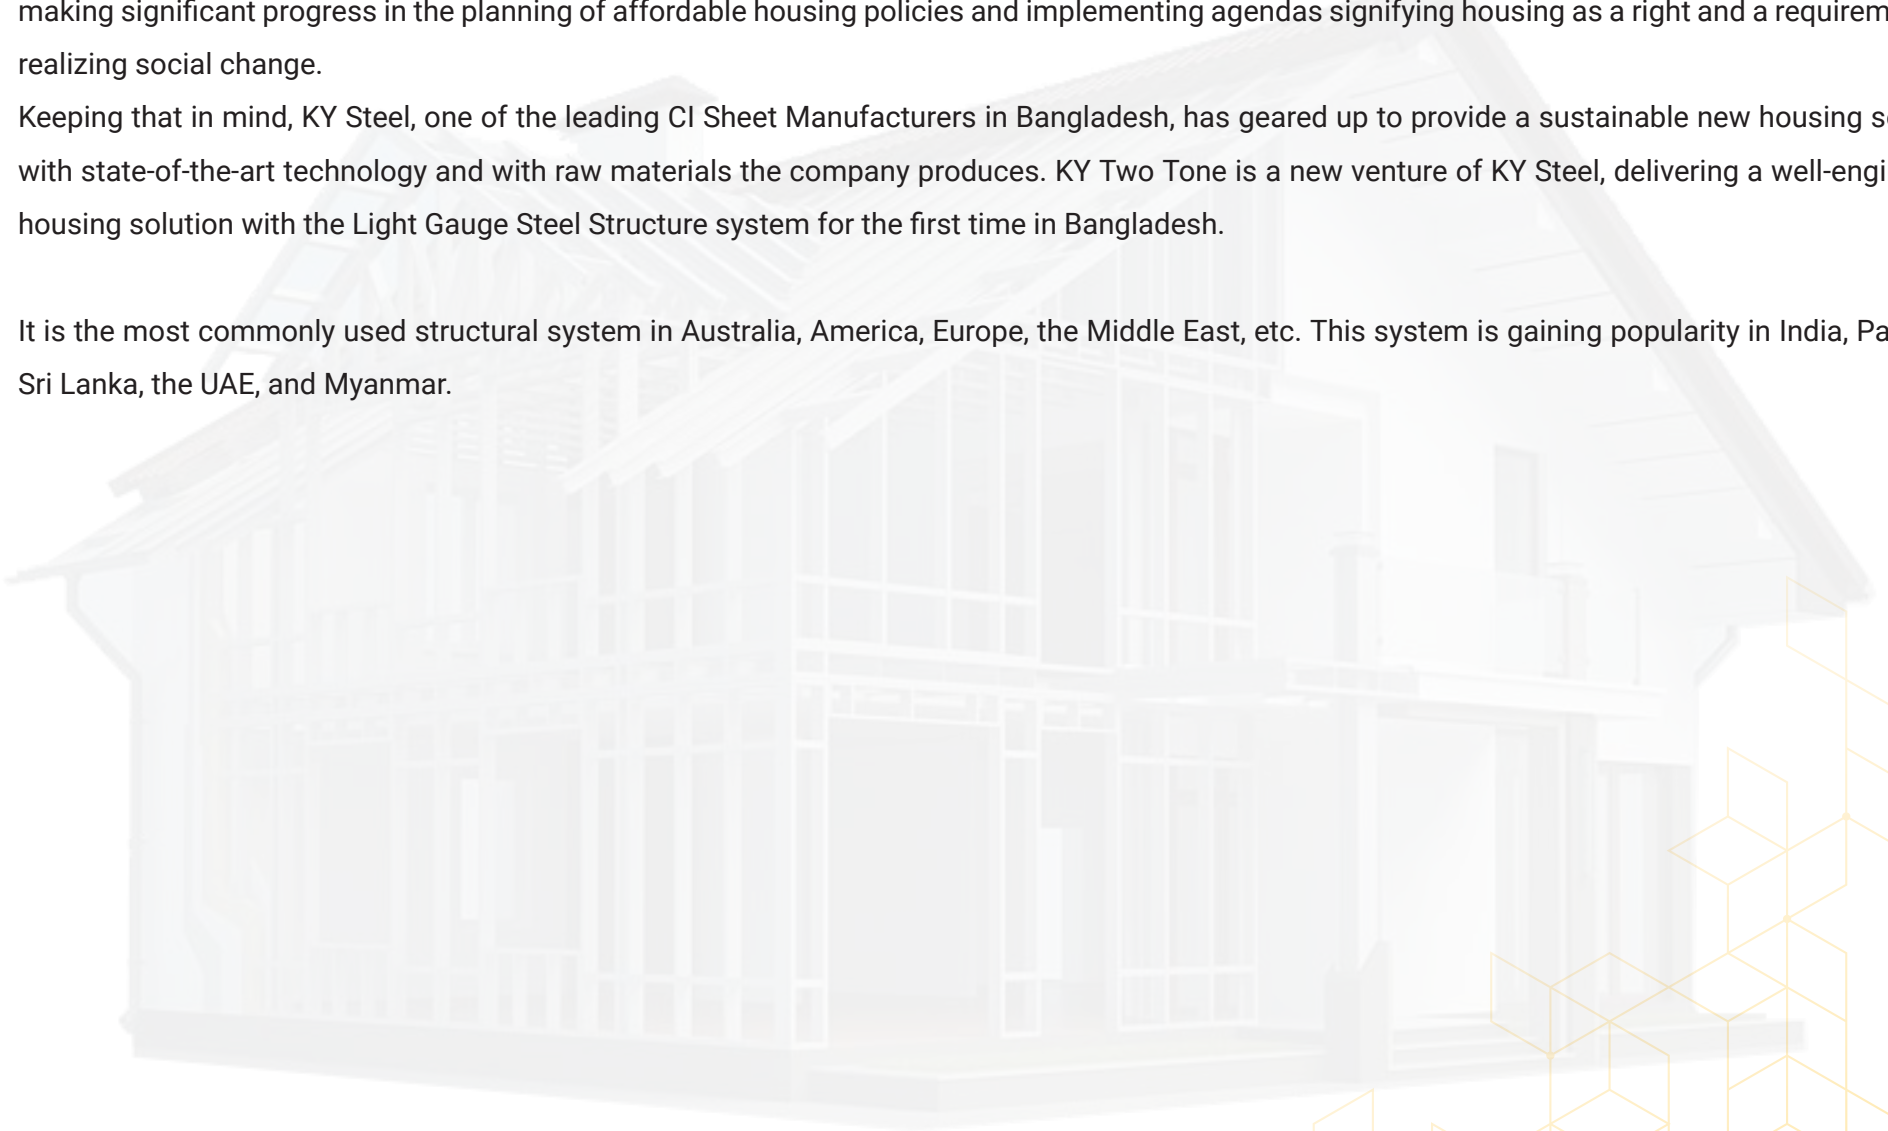 making significant progress in the planning of affordable housing policies and implementing agendas signifying housing as a right and a requirem
realizing social change.
Keeping that in mind, KY Steel, one of the leading CI Sheet Manufacturers in Bangladesh, has geared up to provide a sustainable new housing s
with state-of-the-art technology and with raw materials the company produces. KY Two Tone is a new venture of KY Steel, delivering a well-engi
housing solution with the Light Gauge Steel Structure system for the first time in Bangladesh.
It is the most commonly used structural system in Australia, America, Europe, the Middle East, etc. This system is gaining popularity in India, Pa
Sri Lanka, the UAE, and Myanmar.